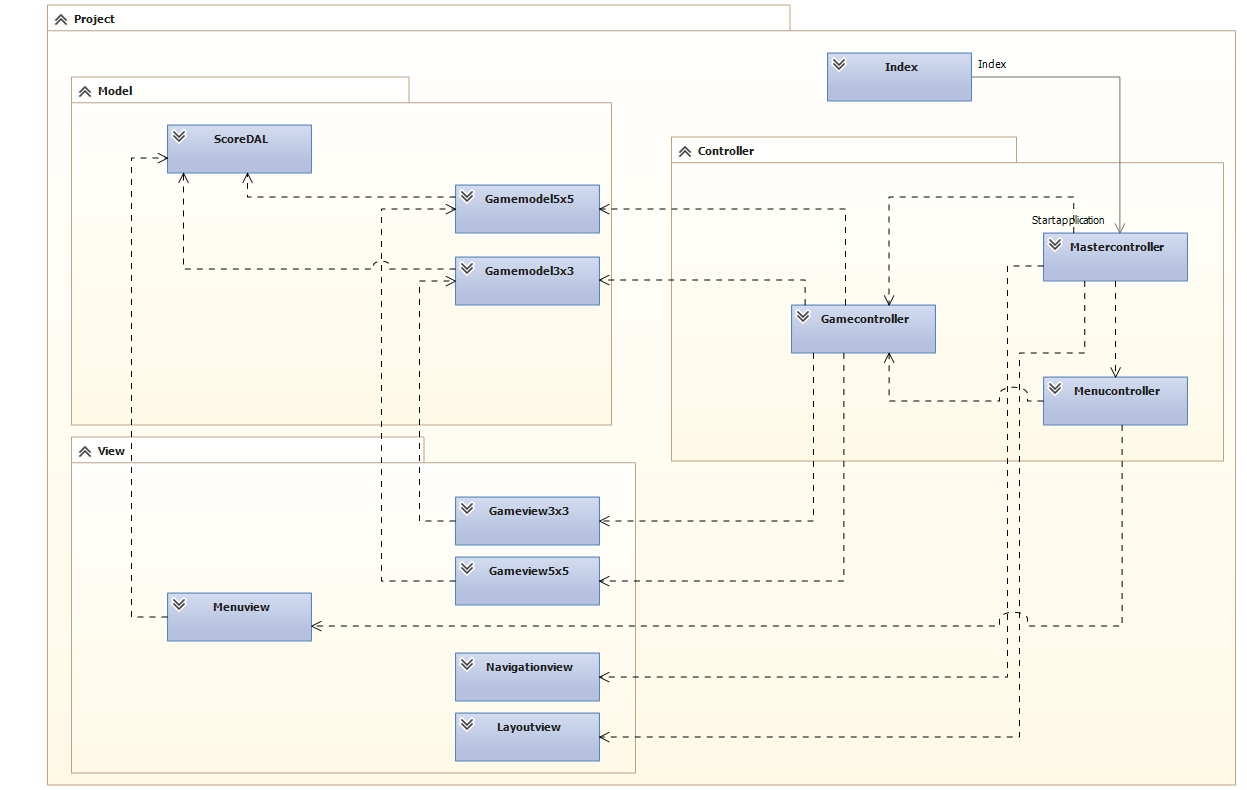 Project
Index
Index
Model
ScoreDAL
Controller
Gamemodel5x5
Startapplication
Mastercontroller
Gamemodel3x3
Gamecontroller
Menucontroller
View
Gameview3x3
Gameview5x5
Menuview
Navigationview
Layoutview